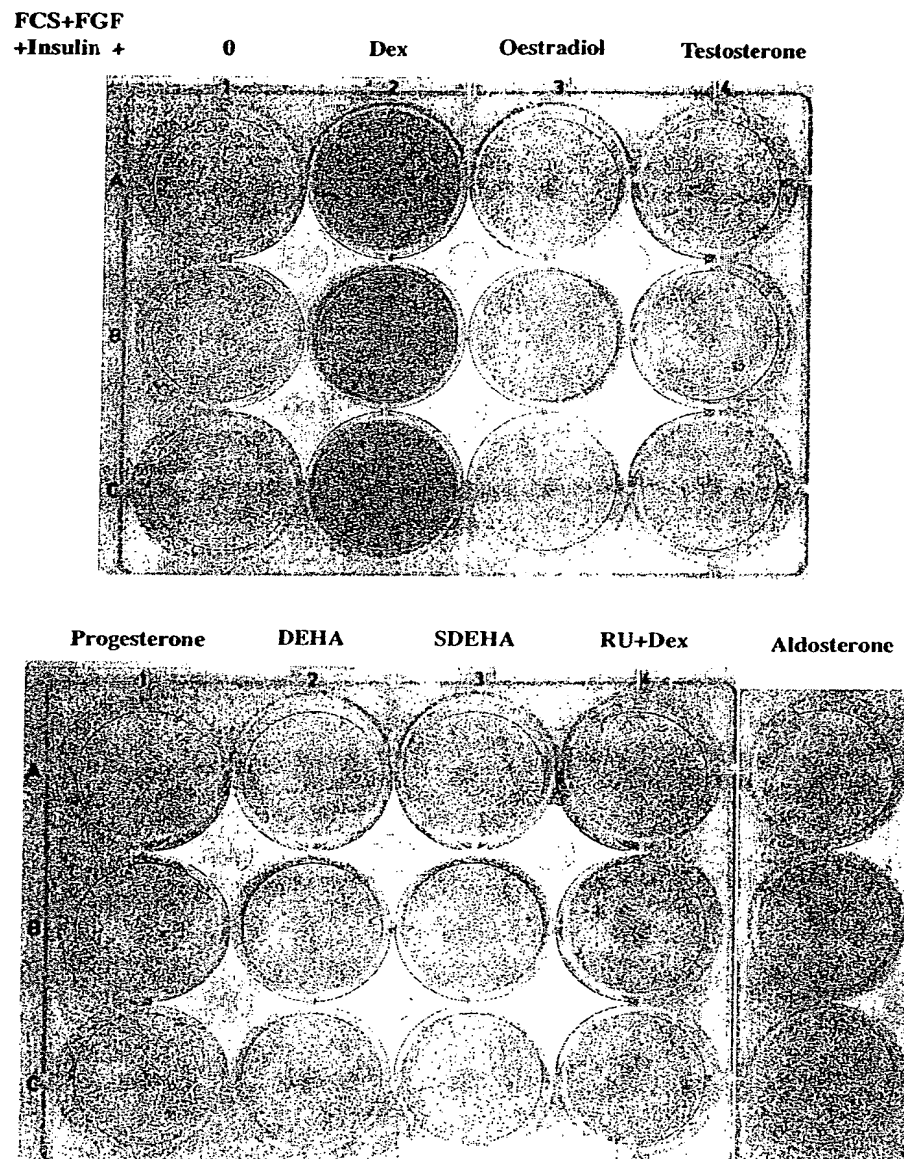 FCS+FGF
+Insulin + 0 Dex Oestradiol Testosterone
1 2 3 4
A
B
C
Progesterone DEHA SDEHA RU+Dex Aldosterone
1 2 3 4
A
B
C